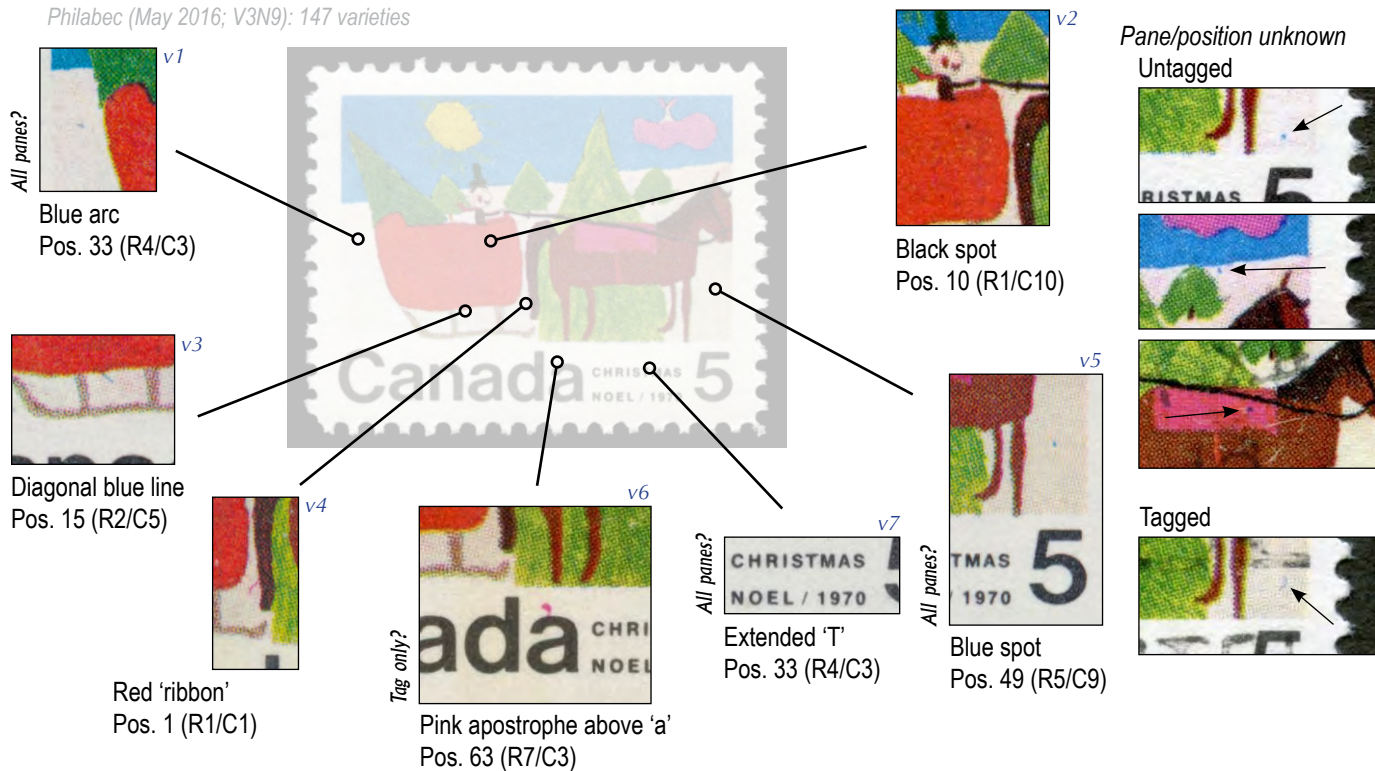 Philabec (May 2016; V3N9): 147 varieties
v1
All panes?
Blue arc
Pos. 33 (R4/C3)
v2
Black spot
Pos. 10 (R1/C10)
Pane/position unknown
Untagged
RISTMAS 5
Canada CHRISTMAS 5
NOEL / 1970
v3
Diagonal blue line
Pos. 15 (R2/C5)
v4
Red ‘ribbon’
Pos. 1 (R1/C1)
v6
Tag only?
ada CHRI
NOEL
Pink apostrophe above ‘a’
Pos. 63 (R7/C3)
v7
All panes?
CHRISTMAS 5
NOEL / 1970
Extended ‘T’
Pos. 33 (R4/C3)
v5
All panes?
TMAS 5
/ 1970
Blue spot
Pos. 49 (R5/C9)
Tagged